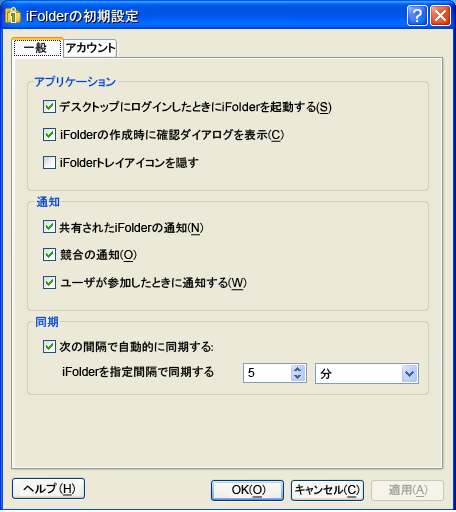 iFolderの初期設定
一般 アカウント
アプリケーション
デスクトップにログインしたときにiFolderを起動する(S)
iFolderの作成時に確認ダイアログを表示(C)
iFolderトレイアイコンを隠す
通知
共有されたiFolderの通知(N)
競合の通知(O)
ユーザが参加したときに通知する(W)
同期
次の間隔で自動的に同期する:
iFolderを指定間隔で同期する 5 分
ヘルプ(H) OK(O) キャンセル(C) 適用(A)